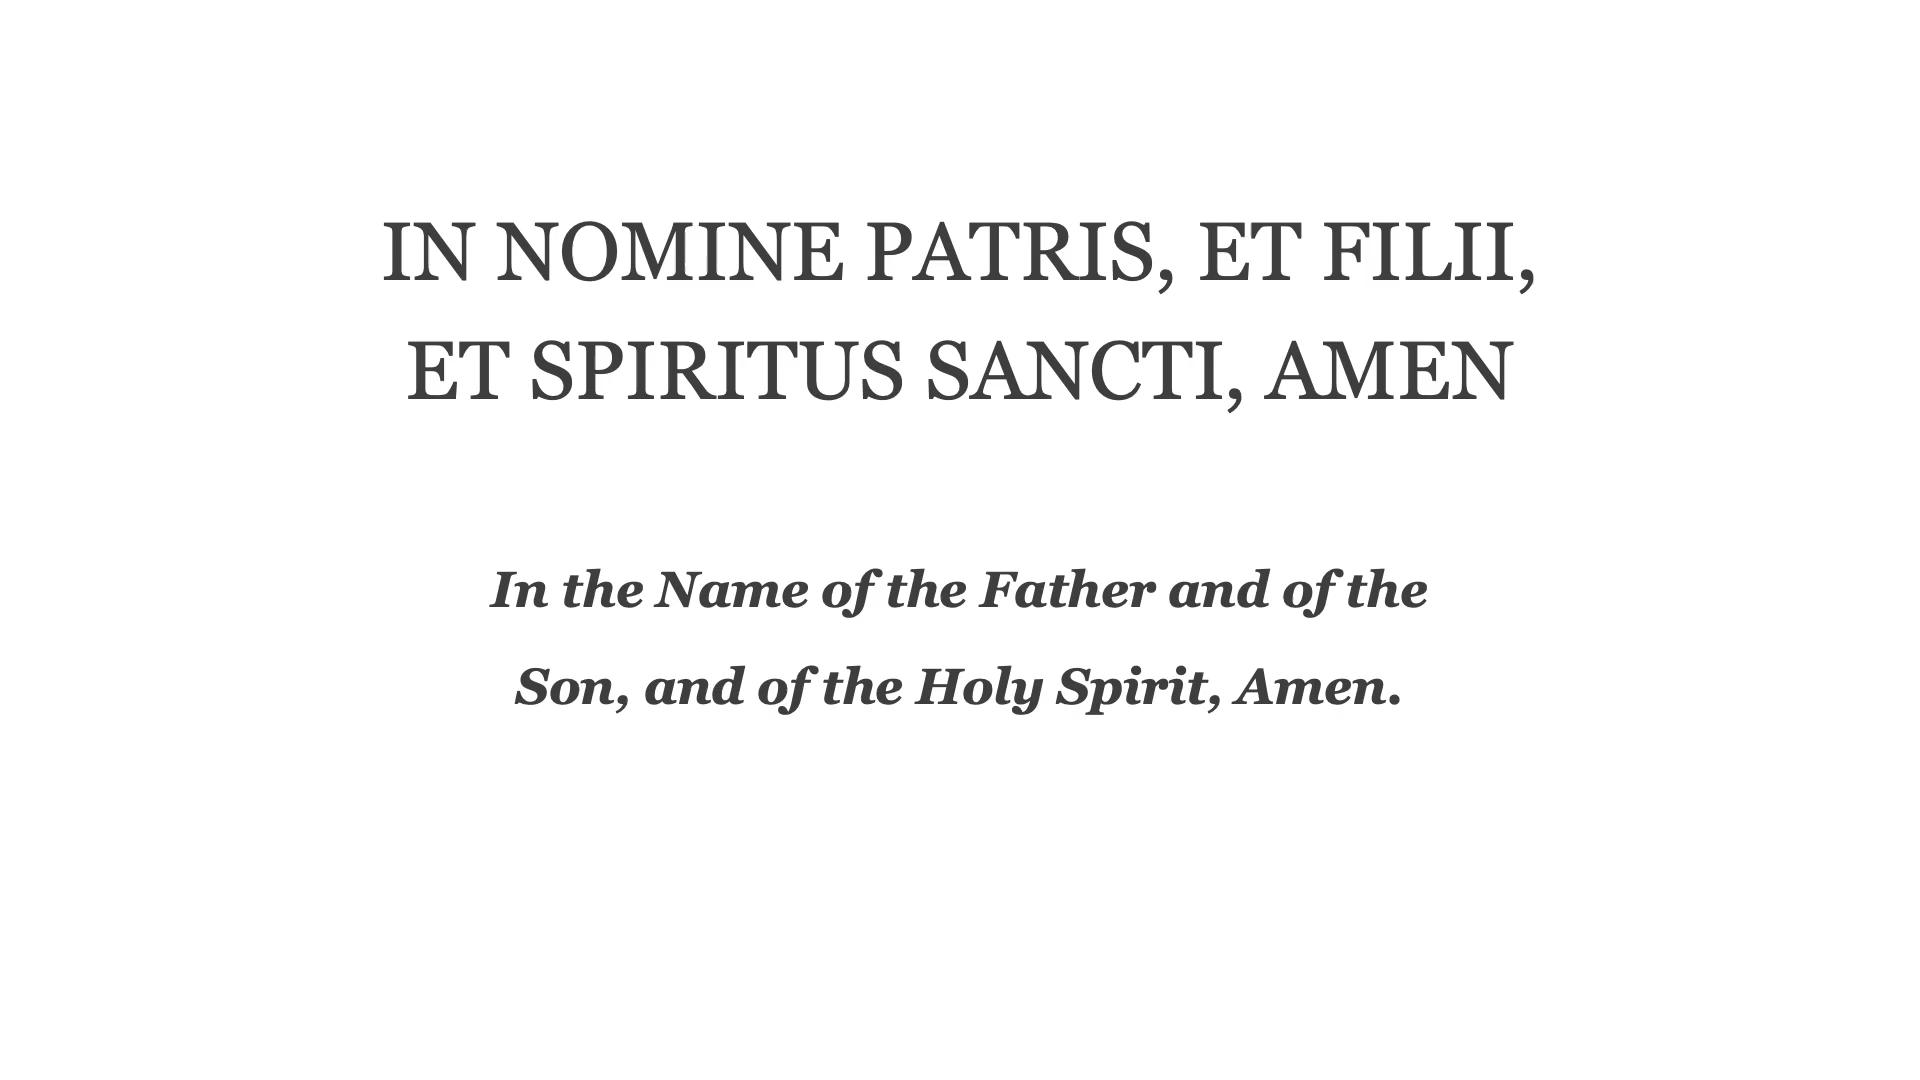 IN NOMINE PATRIS, ET FILII,
ET SPIRITUS SANCTI, AMEN
In the Name of the Father and of the
Son, and of the Holy Spirit, Amen.